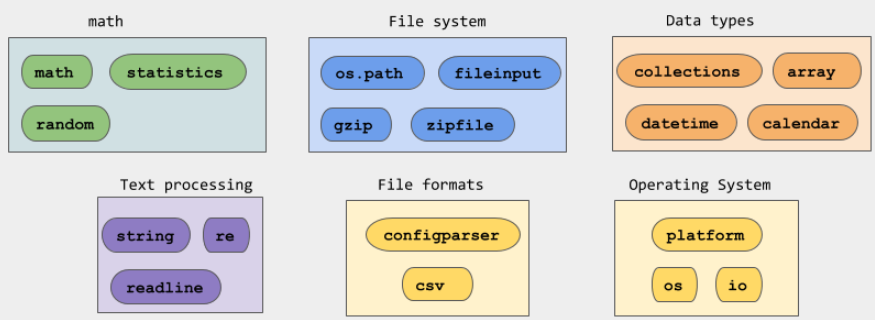 math File system Data types
math statistics os.path fileinput collections array
random gzip zipfile datetime calendar
Text processing File formats Operating System
string re configparser platform
readline csv os io